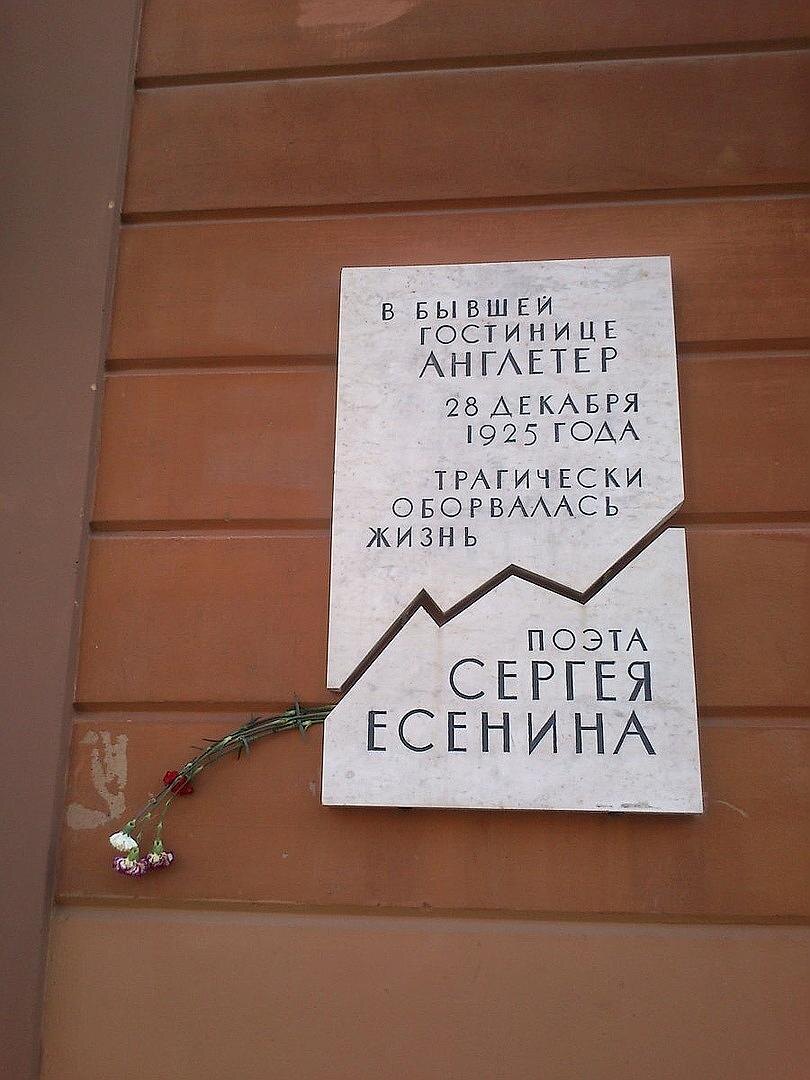 В БЫВШЕЙ
ГОСТИНИЦЕ
АНГЛЕТЕР
28 ДЕКАБРЯ
1925 ГОДА
ТРАГИЧЕСКИ
ОБОРВАЛАСЬ
ЖИЗНЬ
ПОЭТА
СЕРГЕЯ
ЕСЕНИНА